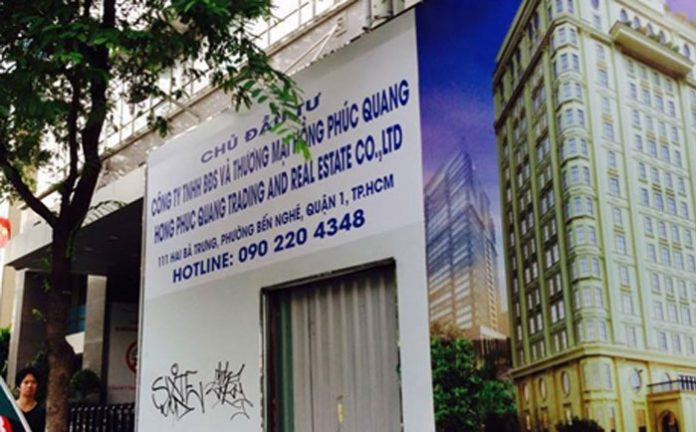 CHỦ ĐẦU TƯ
CÔNG TY TNHH BĐS VÀ THƯƠNG MẠI HỒNG PHÚC QUANG
HONG PHUC QUANG TRADING AND REAL ESTATE CO.,LTD
111 HAI BÀ TRƯNG, PHƯỜNG BẾN NGHÉ, QUẬN 1, TP.HCM
HOTLINE: 090 220 4348